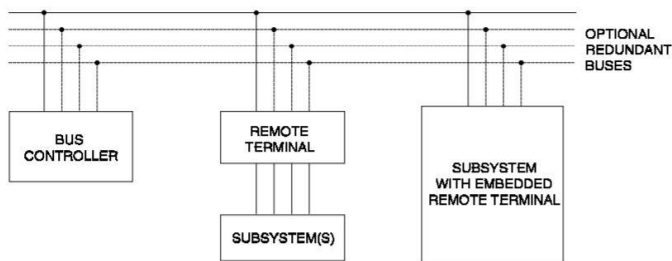 OPTIONAL
REDUNDANT
BUSES
BUS
CONTROLLER
REMOTE
TERMINAL
SUBSYSTEM(S)
SUBSYSTEM
WITH EMBEDDED
REMOTE TERMINAL